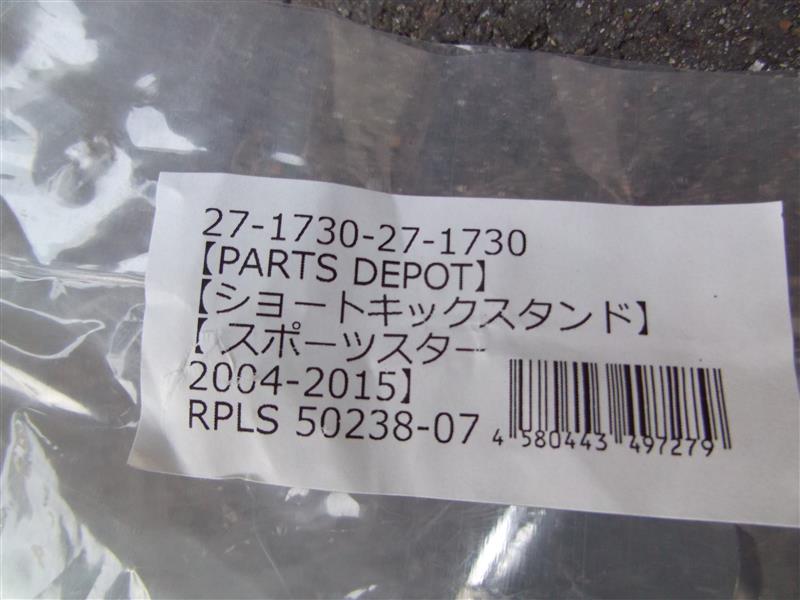 27-1730-27-1730
【PARTS DEPOT】
【ショートキックスタンド】
【スポーツスター
2004-2015】
RPLS 50238-07
4 580443 497279